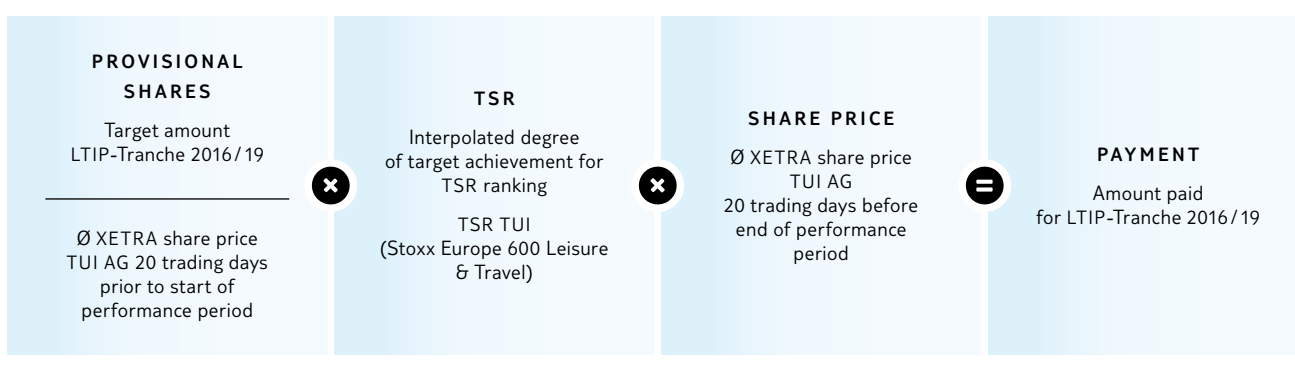 PROVISIONAL
SHARES
Target amount
LTIP-Tranche 2016/19
Ø XETRA share price
TUI AG 20 trading days
prior to start of
performance period
×
TSR
Interpolated degree
of target achievement for
TSR ranking
TSR TUI
(Stoxx Europe 600 Leisure
& Travel)
×
SHARE PRICE
Ø XETRA share price
TUI AG
20 trading days before
end of performance
period
=
PAYMENT
Amount paid
for LTIP-Tranche 2016/19